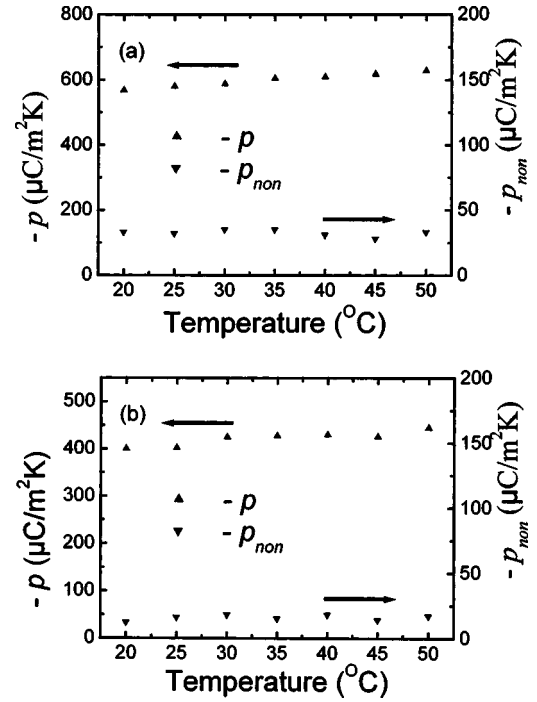 (a)
800
600
400
200
0
- p (μC/m²K)
200
150
100
50
0
- p_non (μC/m²K)
- p
- p_non
20 25 30 35 40 45 50
Temperature (°C)
(b)
500
400
300
200
100
0
- p (μC/m²K)
200
150
100
50
0
- p_non (μC/m²K)
- p
- p_non
20 25 30 35 40 45 50
Temperature (°C)